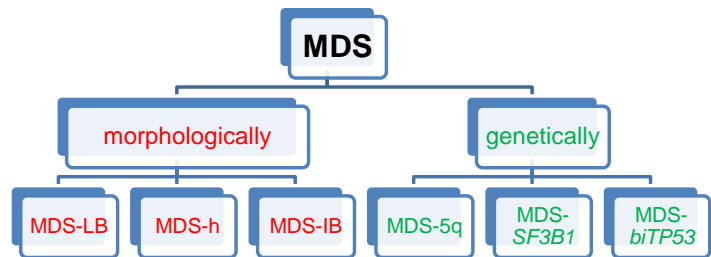 MDS
morphologically
genetically
MDS-LB
MDS-h
MDS-IB
MDS-5q
MDS-
SF3B1
MDS-
biTP53